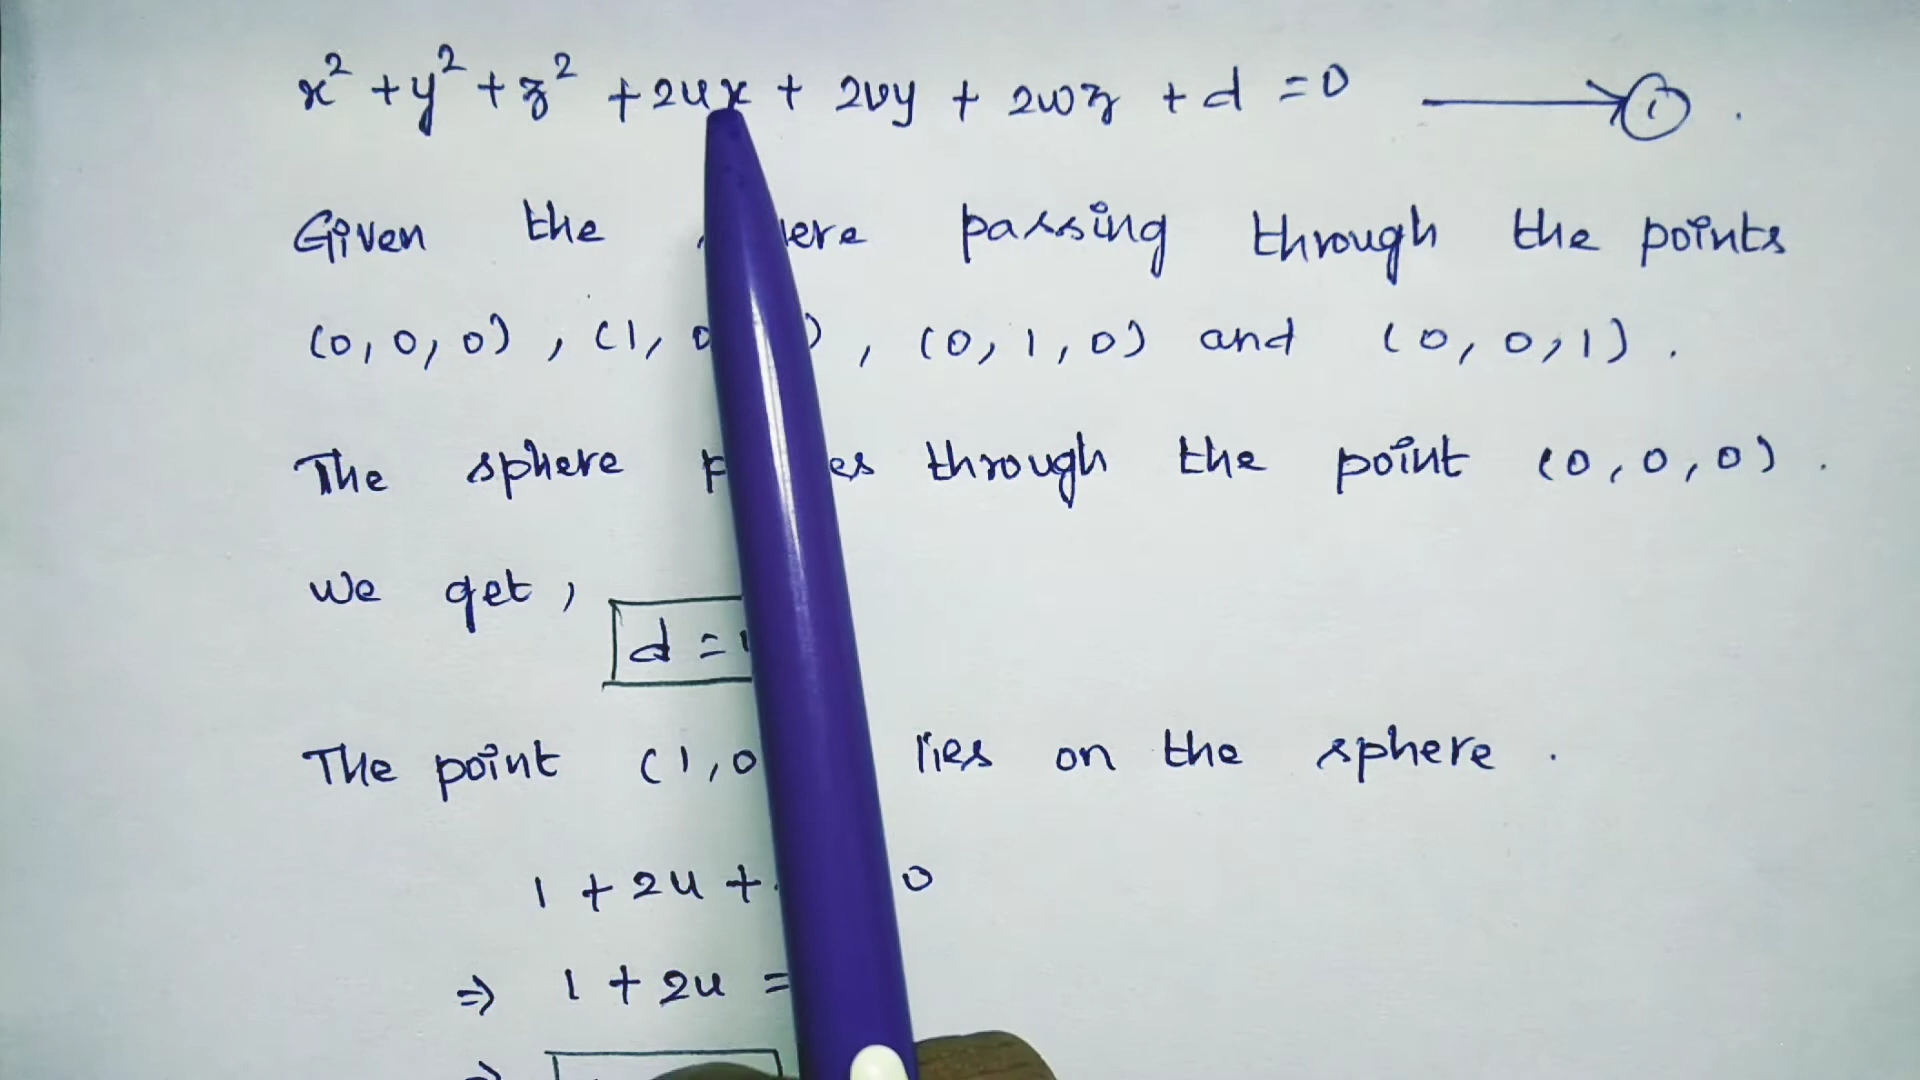 x² + y² + z² + 2ux + 2vy + 2wz + d = 0 → ①.
Given the passing through the points
(0, 0, 0), (1, 0 ), (0, 1, 0) and (0, 0, 1).
The sphere through the point (0, 0, 0).
we get,
d =
The point (1, 0 lies on the sphere.
1 + 2u + 0
⇒ 1 + 2u =
⇒